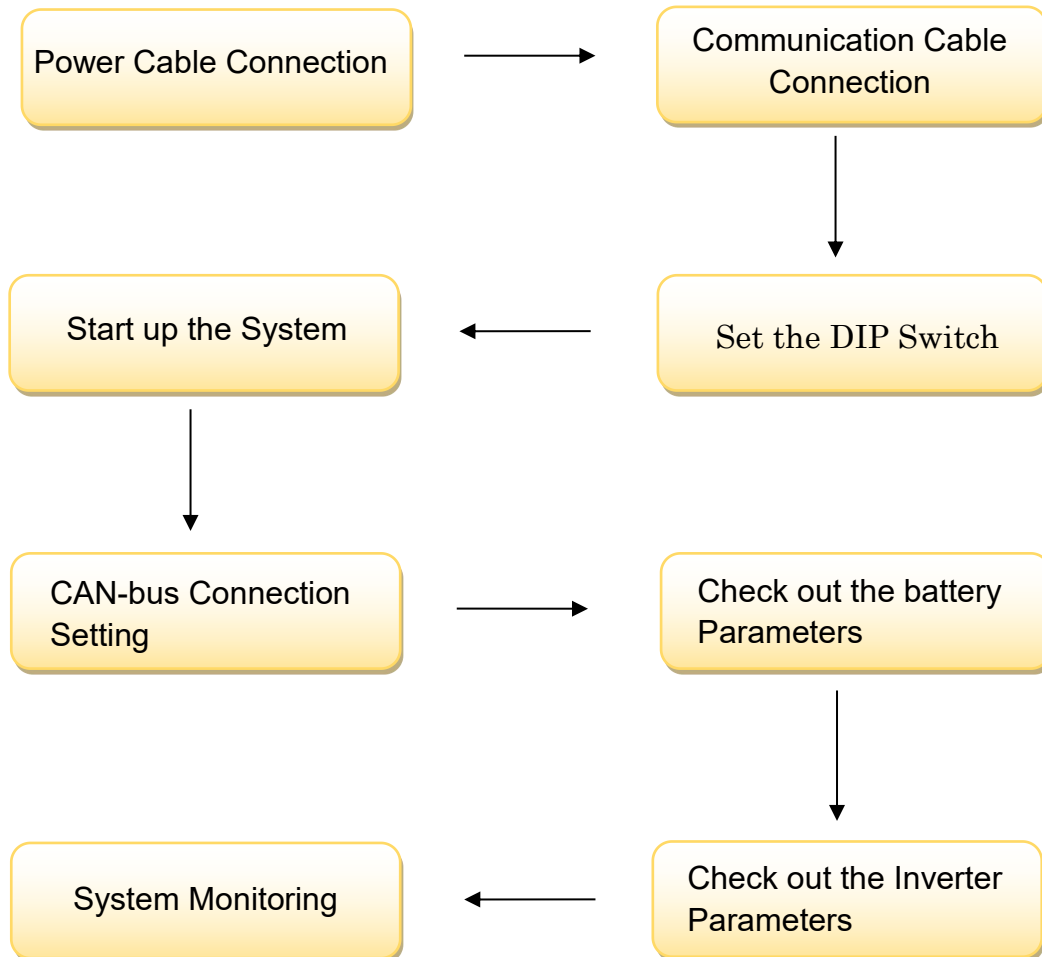 Power Cable Connection
Communication Cable
Connection
Set the DIP Switch
Start up the System
CAN-bus Connection
Setting
Check out the battery
Parameters
Check out the Inverter
Parameters
System Monitoring